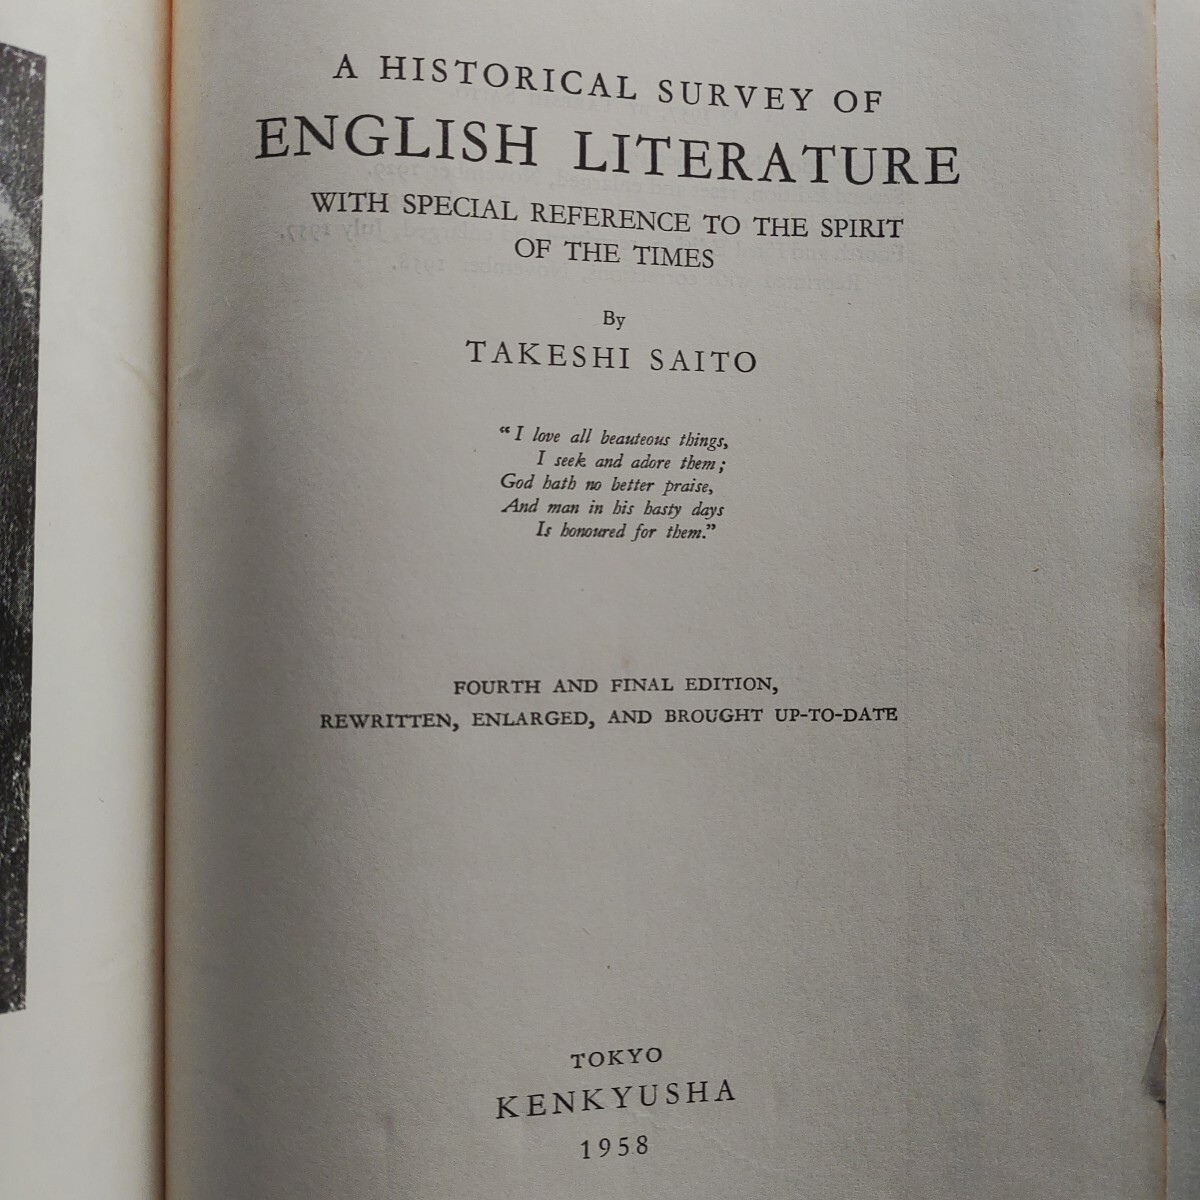 A HISTORICAL SURVEY OF
ENGLISH LITERATURE
WITH SPECIAL REFERENCE TO THE SPIRIT
OF THE TIMES
By
TAKESHI SAITO
“I love all beauteous things,
I seek and adore them;
God hath no better praise,
And man in his hasty days
Is honoured for them.”
FOURTH AND FINAL EDITION,
REWRITTEN, ENLARGED, AND BROUGHT UP-TO-DATE
TOKYO
KENKYUSHA
1958